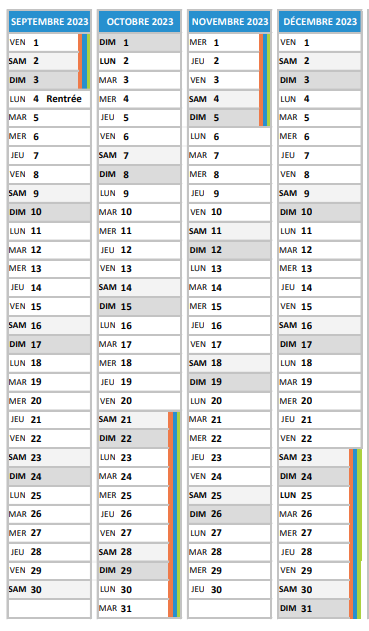 SEPTEMBRE 2023
VEN 1
SAM 2
DIM 3
LUN 4 Rentrée
MAR 5
MER 6
JEU 7
VEN 8
SAM 9
DIM 10
LUN 11
MAR 12
MER 13
JEU 14
VEN 15
SAM 16
DIM 17
LUN 18
MAR 19
MER 20
JEU 21
VEN 22
SAM 23
DIM 24
LUN 25
MAR 26
MER 27
JEU 28
VEN 29
SAM 30
OCTOBRE 2023
DIM 1
LUN 2
MAR 3
MER 4
JEU 5
VEN 6
SAM 7
DIM 8
LUN 9
MAR 10
MER 11
JEU 12
VEN 13
SAM 14
DIM 15
LUN 16
MAR 17
MER 18
JEU 19
VEN 20
SAM 21
DIM 22
LUN 23
MAR 24
MER 25
JEU 26
VEN 27
SAM 28
DIM 29
LUN 30
MAR 31
NOVEMBRE 2023
MER 1
JEU 2
VEN 3
SAM 4
DIM 5
LUN 6
MAR 7
MER 8
JEU 9
VEN 10
SAM 11
DIM 12
LUN 13
MAR 14
MER 15
JEU 16
VEN 17
SAM 18
DIM 19
LUN 20
MAR 21
MER 22
JEU 23
VEN 24
SAM 25
DIM 26
LUN 27
MAR 28
MER 29
JEU 30
DÉCEMBRE 2023
VEN 1
SAM 2
DIM 3
LUN 4
MAR 5
MER 6
JEU 7
VEN 8
SAM 9
DIM 10
LUN 11
MAR 12
MER 13
JEU 14
VEN 15
SAM 16
DIM 17
LUN 18
MAR 19
MER 20
JEU 21
VEN 22
SAM 23
DIM 24
LUN 25
MAR 26
MER 27
JEU 28
VEN 29
SAM 30
DIM 31